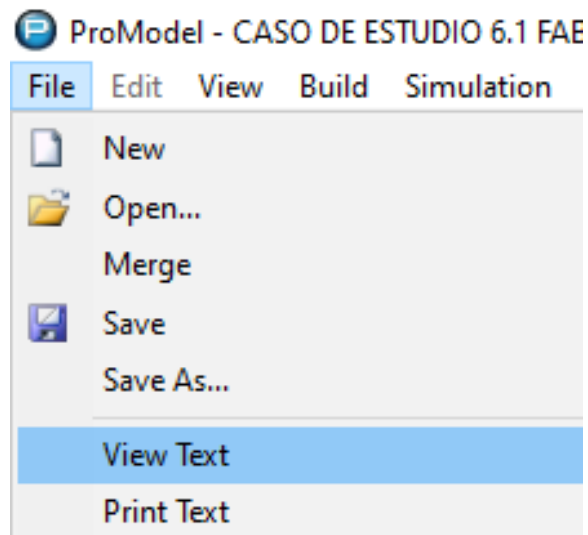 ProModel - CASO DE ESTUDIO 6.1 FAB
File Edit View Build Simulation
New
Open...
Merge
Save
Save As...
View Text
Print Text